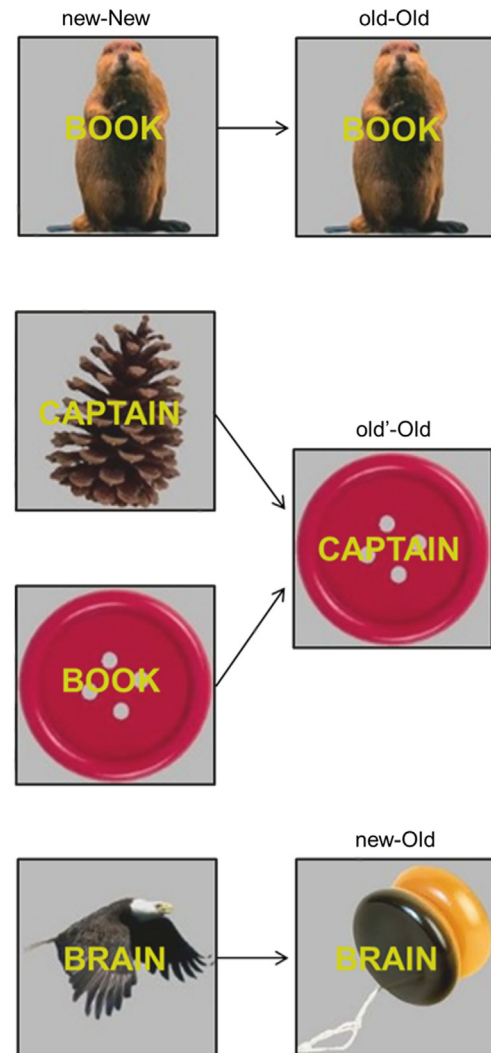 new-New
old-Old
BOOK
BOOK
CAPTAIN
old'-Old
CAPTAIN
BOOK
new-Old
BRAIN
BRAIN